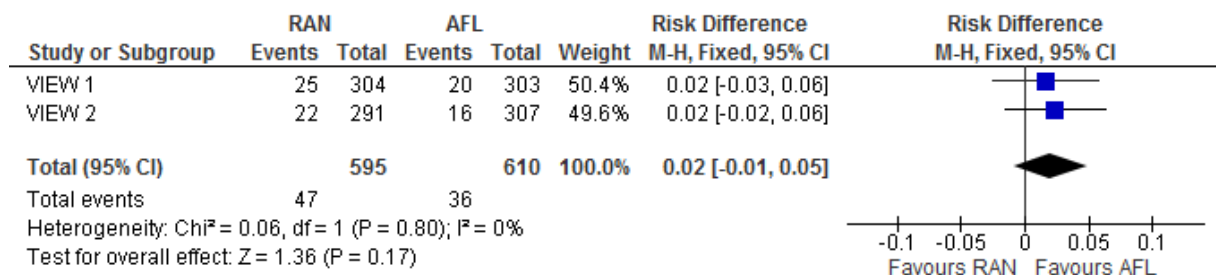 RAN AFL Risk Difference Risk Difference
Study or Subgroup Events Total Events Total Weight M-H, Fixed, 95% CI M-H, Fixed, 95% CI
VIEW 1 25 304 20 303 50.4% 0.02 [-0.03, 0.06]
VIEW 2 22 291 16 307 49.6% 0.02 [-0.02, 0.06]
Total (95% CI) 595 610 100.0% 0.02 [-0.01, 0.05]
Total events 47 36
Heterogeneity: Chi² = 0.06, df = 1 (P = 0.80); I² = 0%
Test for overall effect: Z = 1.36 (P = 0.17)
-0.1 -0.05 0 0.05 0.1
Favours RAN Favours AFL